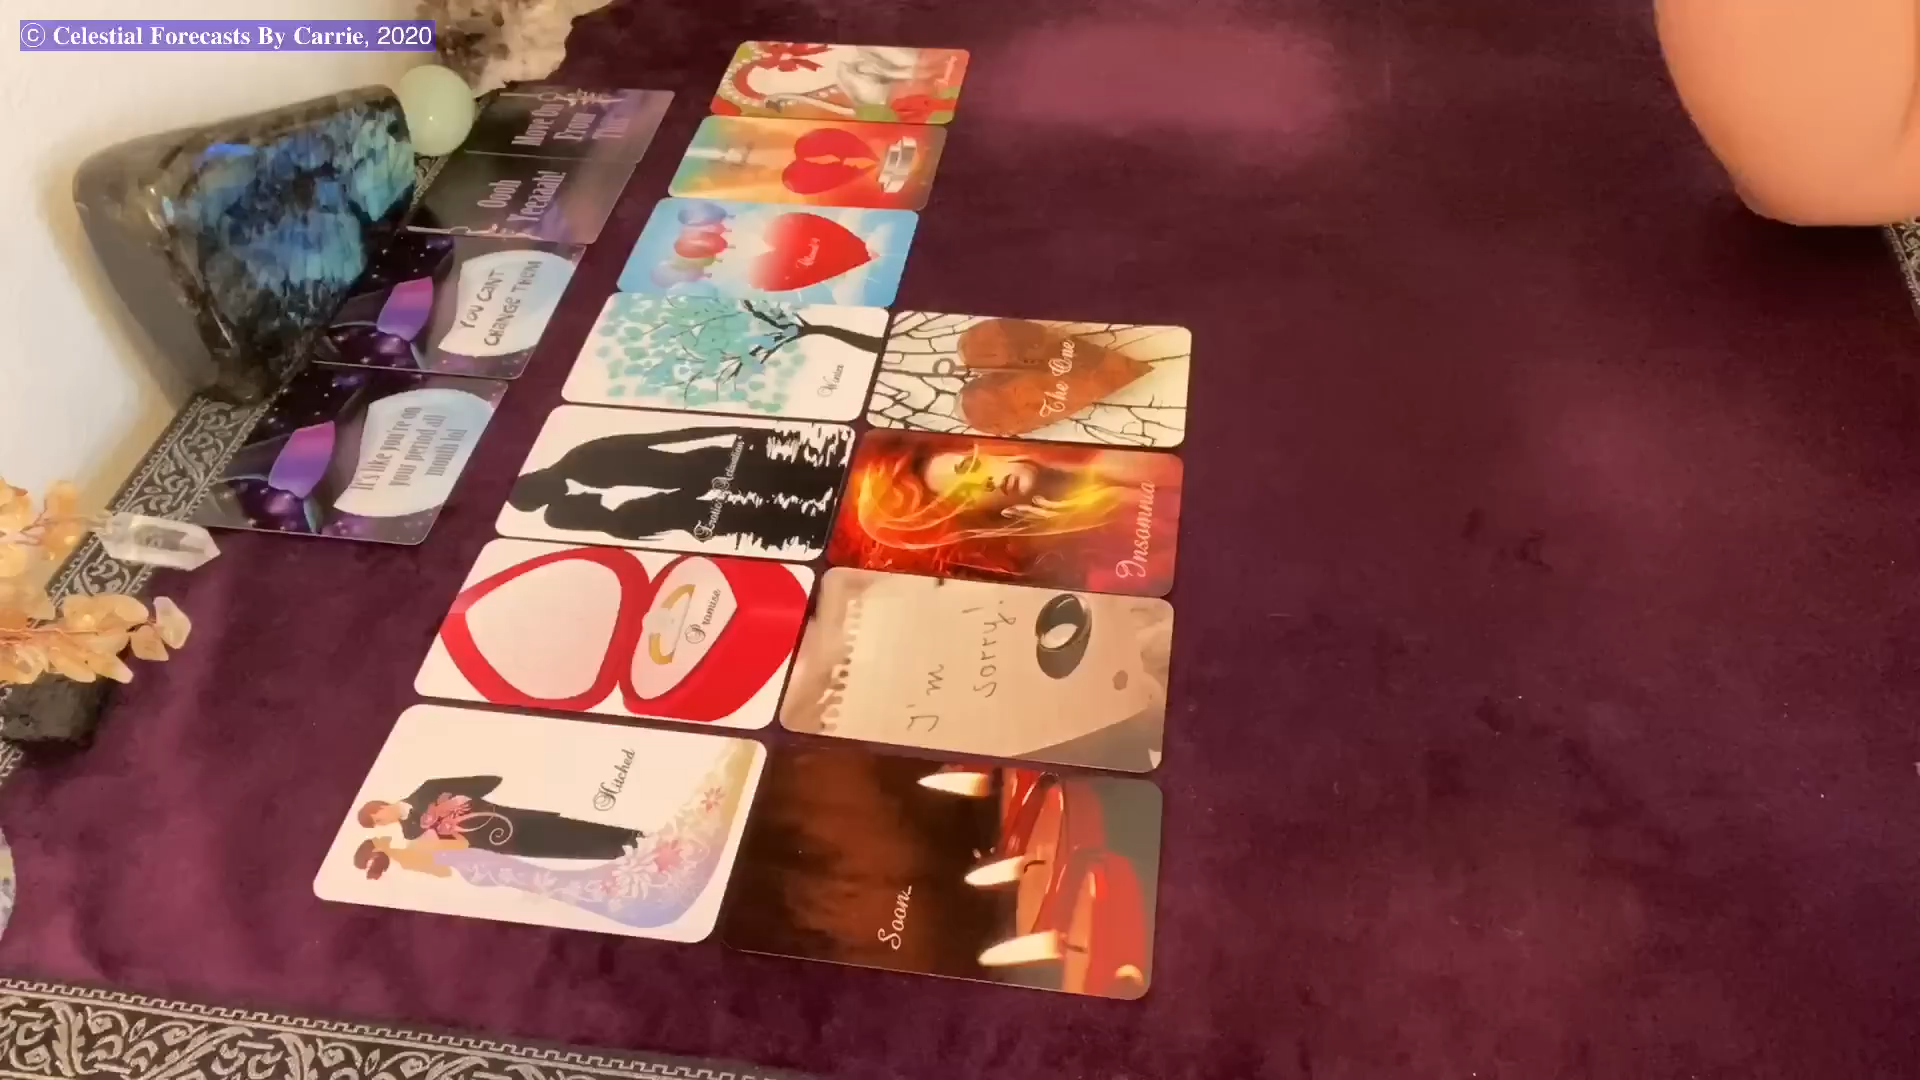 © Celestial Forecasts By Carrie, 2020
Move On
From
This
Oooh
Yeeaaah!
YOU CAN'T
CHANGE THEM
It's like you're on
your period all
month lol
Winter
The One
Insomnia
Promise
I'm
sorry!
Hitched
Soon...